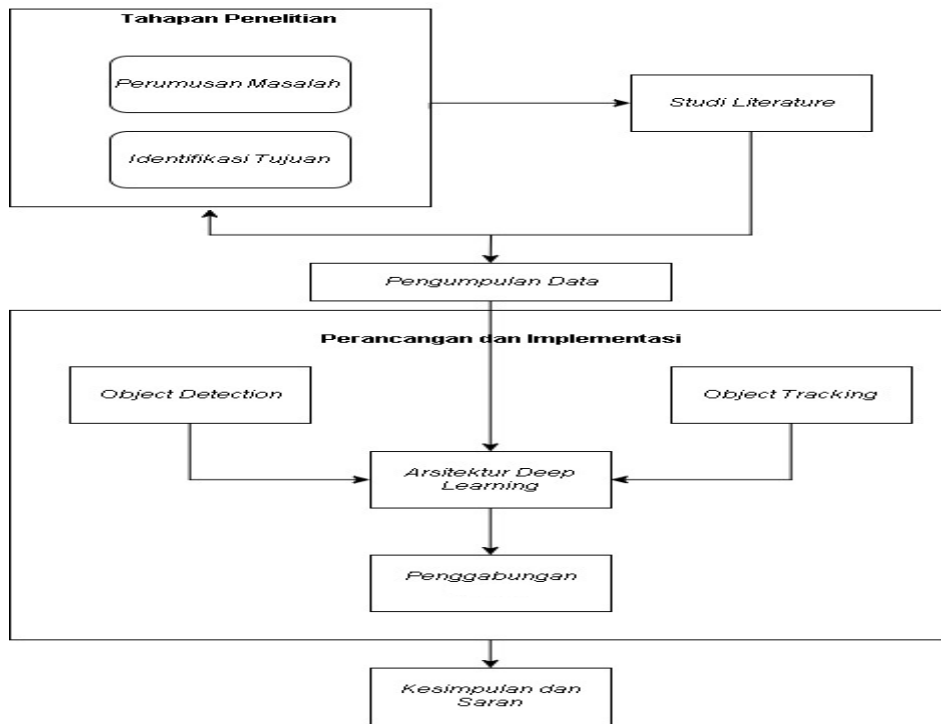 Tahapan Penelitian
Perumusan Masalah
Studi Literature
Identifikasi Tujuan
Pengumpulan Data
Perancangan dan Implementasi
Object Detection
Object Tracking
Arsitektur Deep
Learning
Penggabungan
Kesimpulan dan
Saran